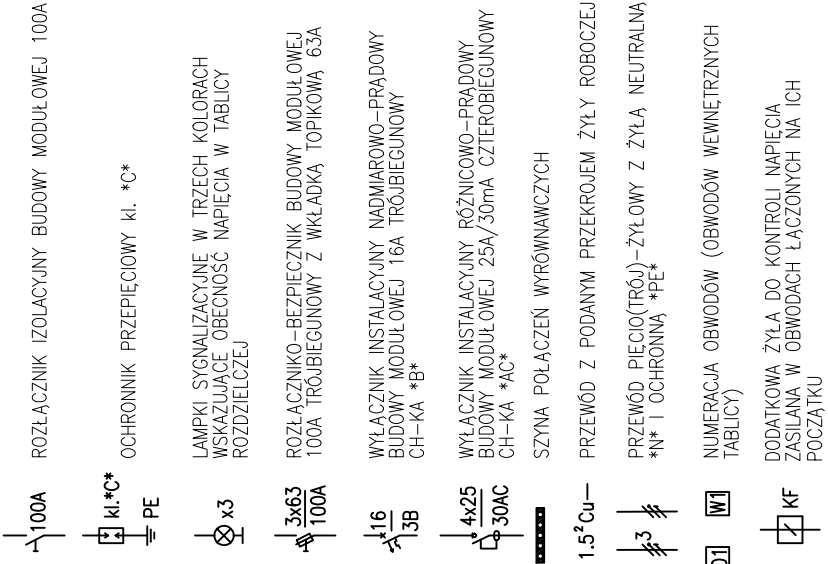 100A
ROZŁĄCZNIK IZOLACYJNY BUDOWY MODUŁOWEJ 100A
kl.*C*
PE
OCHRONNIK PRZEPIĘCIOWY kl. *C*
x3
LAMPKI SYGNALIZACYJNE W TRZECH KOLORACH
WSKAZUJĄCE OBECNOŚĆ NAPIĘCIA W TABLICY
ROZDZIELCZEJ
3x63
100A
ROZŁĄCZNIKO-BEZPIECZNIK BUDOWY MODUŁOWEJ
100A TRÓJBIEGUNOWY Z WKŁADKĄ TOPIKOWĄ 63A
*16
3B
WYŁĄCZNIK INSTALACYJNY NADMIAROWO-PRĄDOWY
BUDOWY MODUŁOWEJ 16A TRÓJBIEGUNOWY
CH-KA *B*
4x25
30AC
WYŁĄCZNIK INSTALACYJNY RÓŻNICOWO-PRĄDOWY
BUDOWY MODUŁOWEJ 25A/30mA CZTEROBIEGUNOWY
CH-KA *AC*
SZYNA POŁĄCZEŃ WYRÓWNAWCZYCH
1.5²Cu—
PRZEWÓD Z PODANYM PRZEKROJEM ŻYŁY ROBOCZEJ
3
PRZEWÓD PIĘCIO(TRÓJ)-ŻYŁOWY Z ŻYŁĄ NEUTRALNĄ
*N* I OCHRONNĄ *PE*
01 W1
NUMERACJA OBWODÓW (OBWODÓW WEWNĘTRZNYCH
TABLICY)
KF
DODATKOWA ŻYŁA DO KONTROLI NAPIĘCIA
ZASILANA W OBWODACH ŁĄCZONYCH NA ICH
POCZĄTKU